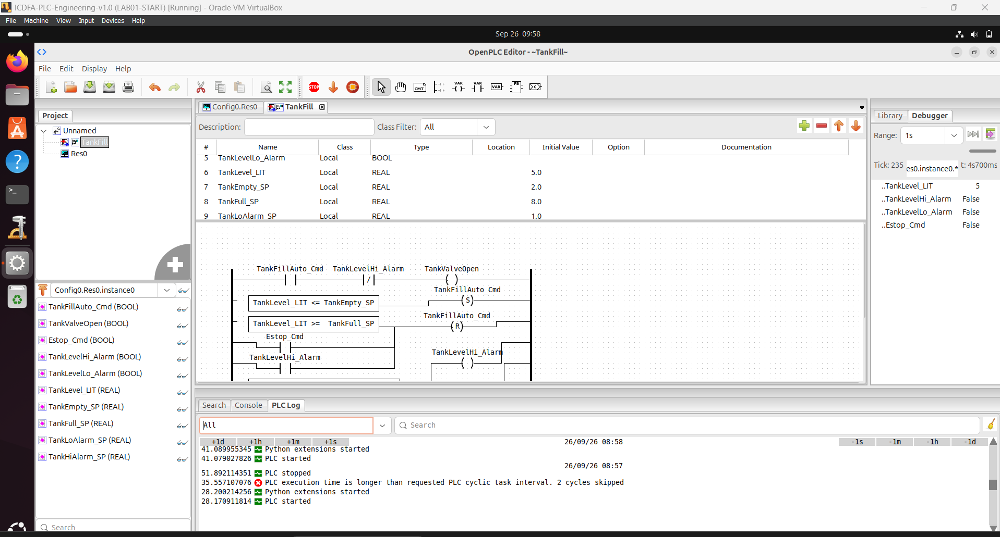 ICDFA-PLC-Engineering-v1.0 (LAB01-START) [Running] - Oracle VM VirtualBox
File Machine View Input Devices Help
Sep 26 09:58
OpenPLC Editor - ~TankFill~
File Edit Display Help
STOP CMT VAR VAR VAR FB
Project
Unnamed
TankFill
Res0
Config0.Res0 TankFill
Description: Class Filter: All
# Name Class Type Location Initial Value Option Documentation
5 TankLevelLo_Alarm Local BOOL
6 TankLevel_LIT Local REAL 5.0
7 TankEmpty_SP Local REAL 2.0
8 TankFull_SP Local REAL 8.0
9 TankLoAlarm_SP Local REAL 1.0
Library Debugger
Range: 1s
Tick: 235 es0.instance0.* t: 4s700ms
..TankLevel_LIT 5
..TankLevelHi_Alarm False
..TankLevelLo_Alarm False
..Estop_Cmd False
TankFillAuto_Cmd TankLevelHi_Alarm TankValveOpen
TankFillAuto_Cmd
TankLevel_LIT <= TankEmpty_SP S
TankFillAuto_Cmd
TankLevel_LIT >= TankFull_SP R
Estop_Cmd
TankLevelHi_Alarm
TankLevelHi_Alarm
Config0.Res0.instance0
TankFillAuto_Cmd (BOOL)
TankValveOpen (BOOL)
Estop_Cmd (BOOL)
TankLevelHi_Alarm (BOOL)
TankLevelLo_Alarm (BOOL)
TankLevel_LIT (REAL)
TankEmpty_SP (REAL)
TankFull_SP (REAL)
TankLoAlarm_SP (REAL)
TankHiAlarm_SP (REAL)
Search
Search Console PLC Log
All Search
+1d +1h +1m +1s 26/09/26 08:58 -1s -1m -1h -1d
41.089955345 Python extensions started
41.079027826 PLC started
26/09/26 08:57
51.892114351 PLC stopped
35.557107076 PLC execution time is longer than requested PLC cyclic task interval. 2 cycles skipped
28.200214256 Python extensions started
28.170911814 PLC started